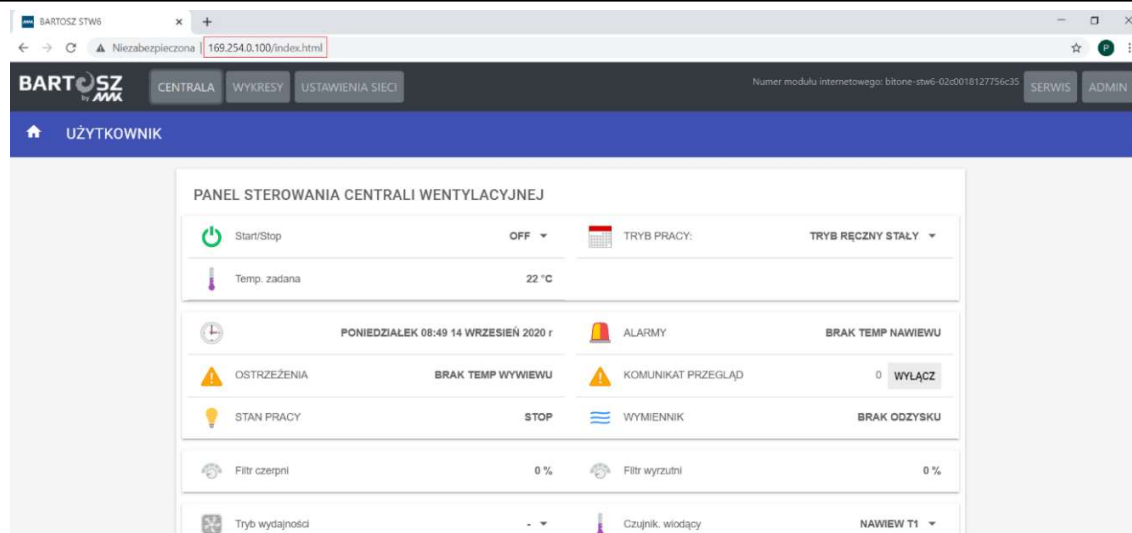 BARTOSZ STW6
Niezabezpieczona | 169.254.0.100/index.html
P
BARTOSZ
by MMK
CENTRALA WYKRESY USTAWIENIA SIECI
Numer modułu internetowego: bitone-stw6-02c0018127756c35
SERWIS ADMIN
UŻYTKOWNIK
PANEL STEROWANIA CENTRALI WENTYLACYJNEJ
Start/Stop OFF TRYB PRACY: TRYB RĘCZNY STAŁY
Temp. zadana 22 °C
PONIEDZIAŁEK 08:49 14 WRZESIEŃ 2020 r ALARMY BRAK TEMP NAWIEWU
OSTRZEŻENIA BRAK TEMP WYWIEWU KOMUNIKAT PRZEGLĄD 0 WYŁĄCZ
STAN PRACY STOP WYMIENNIK BRAK ODZYSKU
Filtr czerpni 0 % Filtr wyrzutni 0 %
Tryb wydajności - Czujnik. wiodący NAWIEW T1